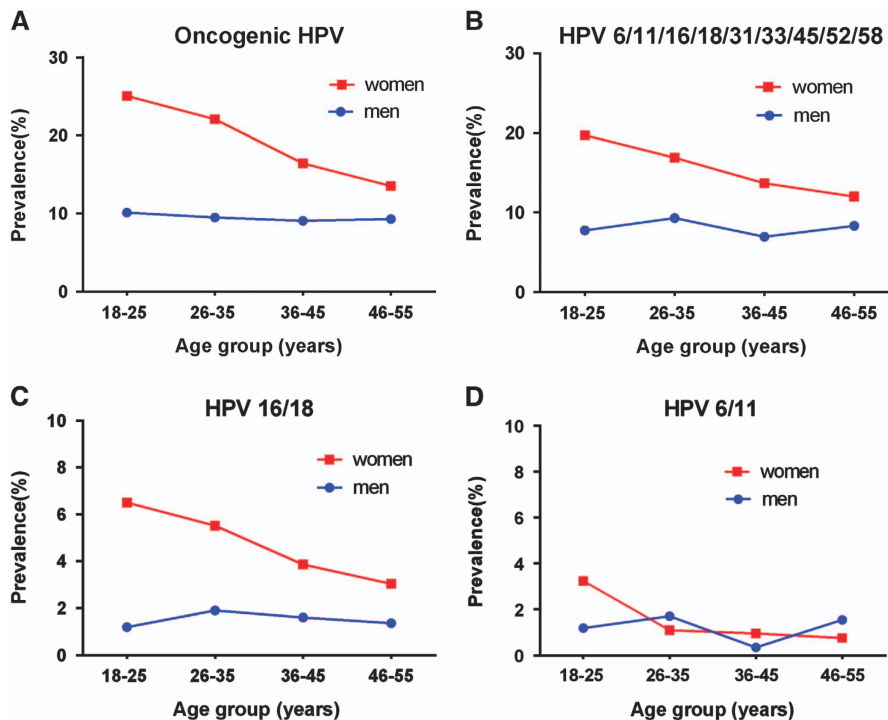 A
Oncogenic HPV
30
20
10
0
Prevalence(%)
women
men
18-25 26-35 36-45 46-55
Age group (years)
B
HPV 6/11/16/18/31/33/45/52/58
30
20
10
0
Prevalence(%)
women
men
18-25 26-35 36-45 46-55
Age group (years)
C
HPV 16/18
10
8
6
4
2
0
Prevalence(%)
women
men
18-25 26-35 36-45 46-55
Age group (years)
D
HPV 6/11
10
8
6
4
2
0
Prevalence(%)
women
men
18-25 26-35 36-45 46-55
Age group (years)